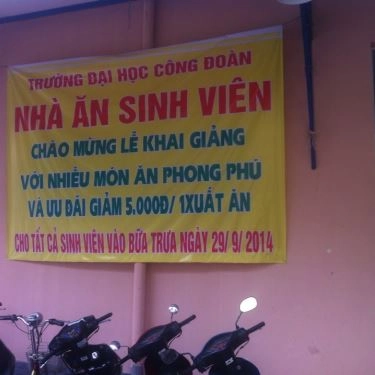 TRƯỜNG ĐẠI HỌC CÔNG ĐOÀN
NHÀ ĂN SINH VIÊN
CHÀO MỪNG LỄ KHAI GIẢNG
VỚI NHIỀU MÓN ĂN PHONG PHÚ
VÀ ƯU ĐÃI GIẢM 5.000Đ/ 1XUẤT ĂN
CHO TẤT CẢ SINH VIÊN VÀO BỮA TRƯA NGÀY 29/ 9/ 2014